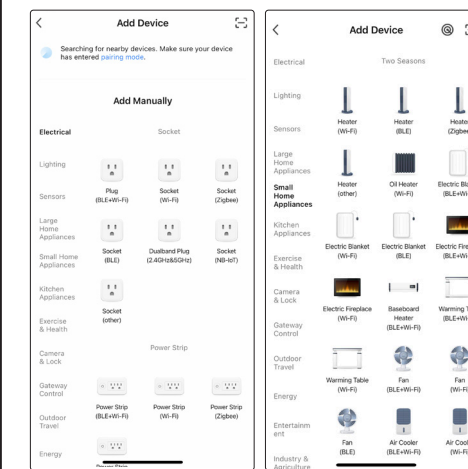 Add Device
Searching for nearby devices. Make sure your device
has entered pairing mode.
Add Manually
Electrical
Lighting
Sensors
Large
Home
Appliances
Small Home
Appliances
Kitchen
Appliances
Exercise
& Health
Camera
& Lock
Gateway
Control
Outdoor
Travel
Energy
Socket
Plug
(BLE+Wi-Fi)
Socket
(Wi-Fi)
Socket
(Zigbee)
Socket
(BLE)
Dualband Plug
(2.4GHz&5GHz)
Socket
(NB-IoT)
Socket
(other)
Power Strip
Power Strip
(BLE+Wi-Fi)
Power Strip
(Wi-Fi)
Power Strip
(Zigbee)
Power Strip
Add Device
Electrical
Lighting
Sensors
Large
Home
Appliances
Small
Home
Appliances
Kitchen
Appliances
Exercise
& Health
Camera
& Lock
Gateway
Control
Outdoor
Travel
Energy
Entertainm
ent
Industry &
Agriculture
Two Seasons
Heater
(Wi-Fi)
Heater
(BLE)
Heater
(Zigbee
Heater
(other)
Oil Heater
(Wi-Fi)
Electric Bla
(BLE+Wi
Electric Blanket
(Wi-Fi)
Electric Blanket
(BLE)
Electric Fire
(BLE+Wi
Electric Fireplace
(Wi-Fi)
Baseboard
Heater
(BLE+Wi-Fi)
Warming T
(BLE+Wi
Warming Table
(Wi-Fi)
Fan
(BLE+Wi-Fi)
Fan
(Wi-Fi
Fan
(BLE)
Air Cooler
(BLE+Wi-Fi)
Air Cool
(Wi-Fi